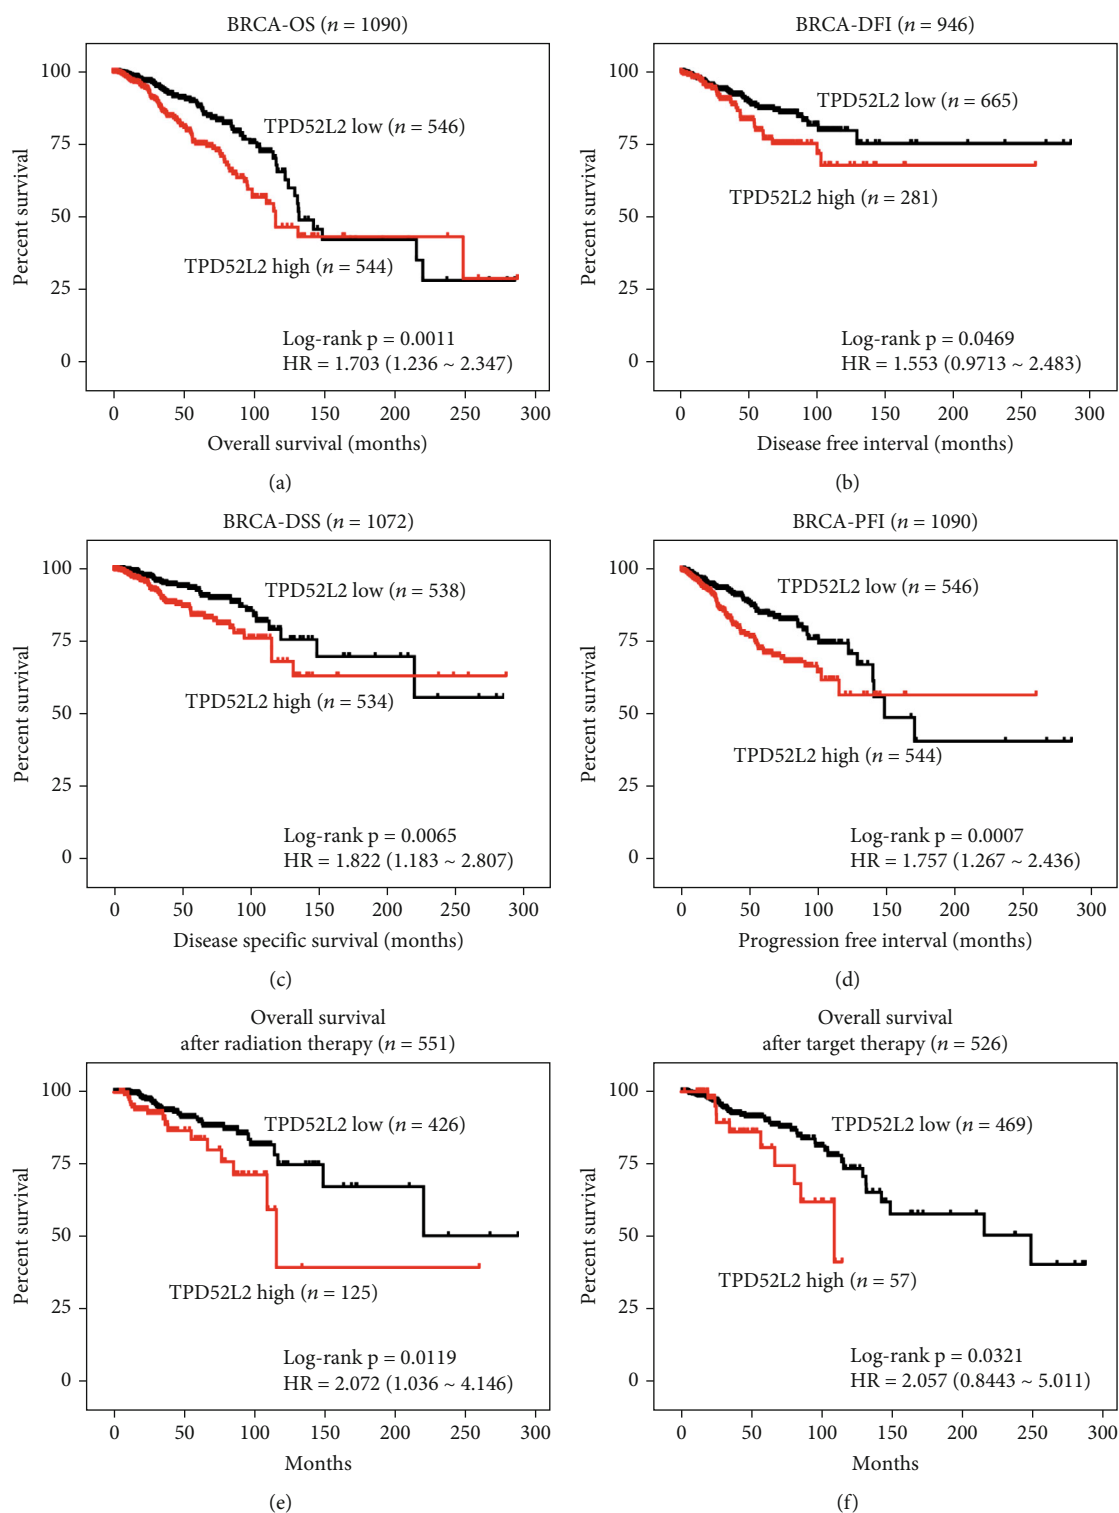 BRCA-OS (n = 1090)
100
75
50
25
0
Percent survival
TPD52L2 low (n = 546)
TPD52L2 high (n = 544)
Log-rank p = 0.0011
HR = 1.703 (1.236 ~ 2.347)
0 50 100 150 200 250 300
Overall survival (months)
(a)
BRCA-DFI (n = 946)
100
75
50
25
0
Percent survival
TPD52L2 low (n = 665)
TPD52L2 high (n = 281)
Log-rank p = 0.0469
HR = 1.553 (0.9713 ~ 2.483)
0 50 100 150 200 250 300
Disease free interval (months)
(b)
BRCA-DSS (n = 1072)
100
75
50
25
0
Percent survival
TPD52L2 low (n = 538)
TPD52L2 high (n = 534)
Log-rank p = 0.0065
HR = 1.822 (1.183 ~ 2.807)
0 50 100 150 200 250 300
Disease specific survival (months)
(c)
BRCA-PFI (n = 1090)
100
75
50
25
0
Percent survival
TPD52L2 low (n = 546)
TPD52L2 high (n = 544)
Log-rank p = 0.0007
HR = 1.757 (1.267 ~ 2.436)
0 50 100 150 200 250 300
Progression free interval (months)
(d)
Overall survival
after radiation therapy (n = 551)
100
75
50
25
0
Percent survival
TPD52L2 low (n = 426)
TPD52L2 high (n = 125)
Log-rank p = 0.0119
HR = 2.072 (1.036 ~ 4.146)
0 50 100 150 200 250 300
Months
(e)
Overall survival
after target therapy (n = 526)
100
75
50
25
0
Percent survival
TPD52L2 low (n = 469)
TPD52L2 high (n = 57)
Log-rank p = 0.0321
HR = 2.057 (0.8443 ~ 5.011)
0 50 100 150 200 250 300
Months
(f)